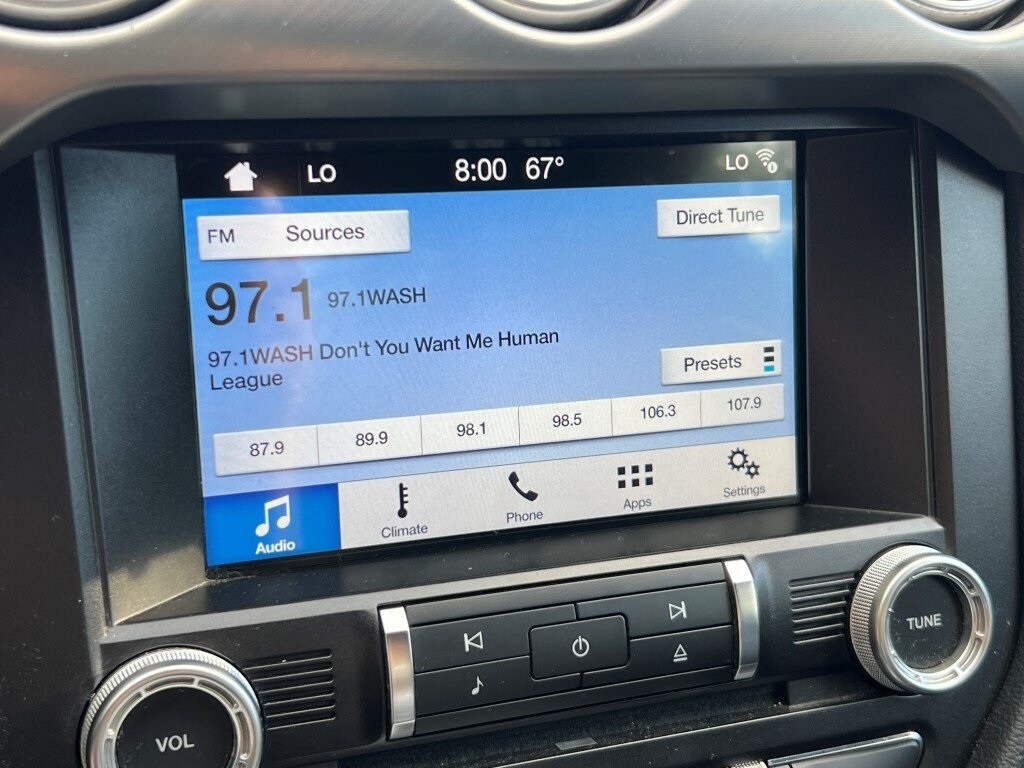 LO 8:00 67° LO
FM Sources Direct Tune
97.1 97.1WASH
97.1WASH Don't You Want Me Human
League
Presets
87.9 89.9 98.1 98.5 106.3 107.9
Audio Climate Phone Apps Settings
VOL TUNE